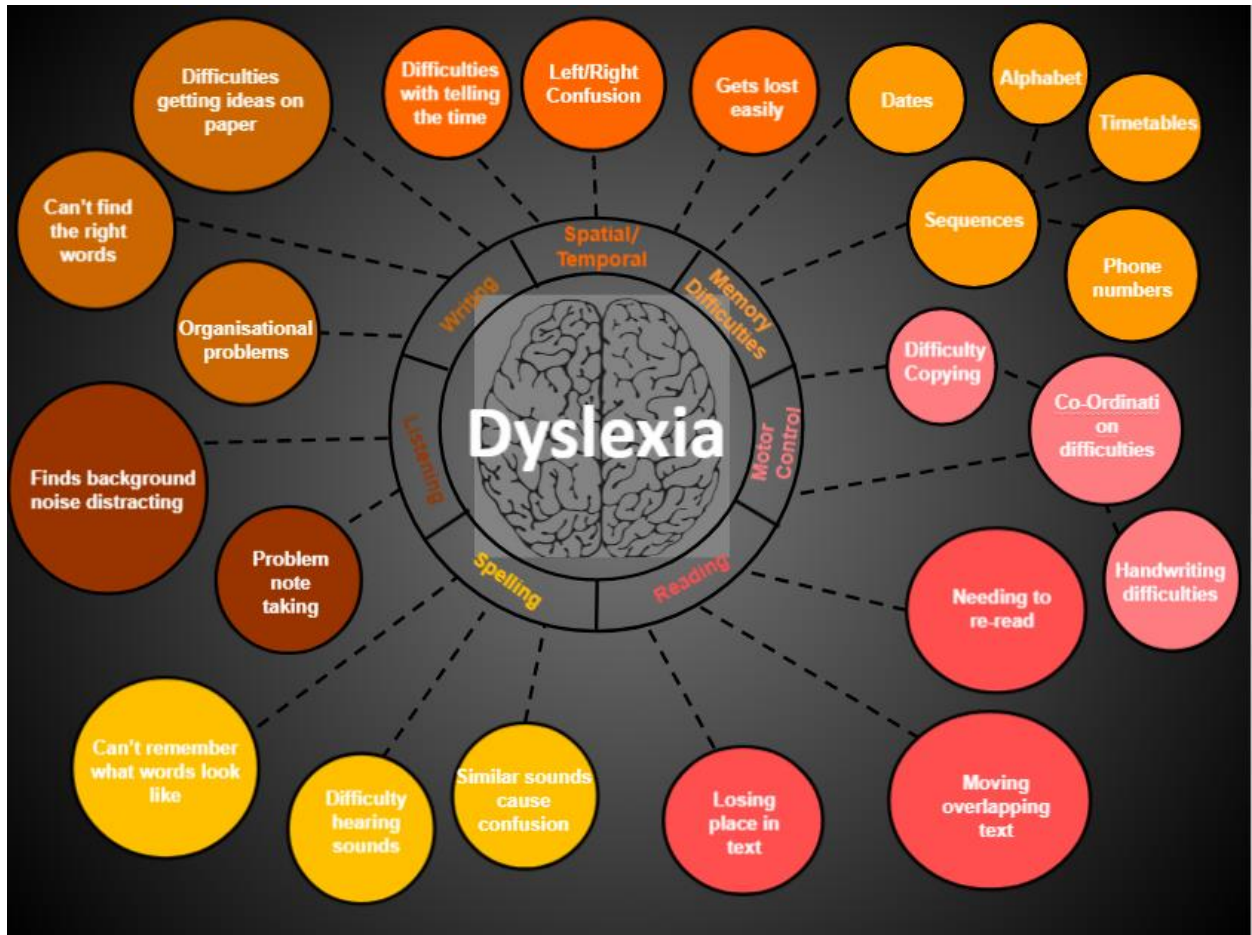 Difficulties
getting ideas on
paper
Difficulties
with telling
the time
Left/Right
Confusion
Gets lost
easily
Dates
Alphabet
Timetables
Sequences
Phone
numbers
Can't find
the right
words
Organisational
problems
Writing
Spatial/
Temporal
Memory
Difficulties
Difficulty
Copying
Co-Ordinati
on
difficulties
Handwriting
difficulties
Motor
Control
Dyslexia
Listening
Finds background
noise distracting
Problem
note
taking
Spelling
Reading
Needing to
re-read
Can't remember
what words look
like
Difficulty
hearing
sounds
Similar sounds
cause
confusion
Losing
place in
text
Moving
overlapping
text